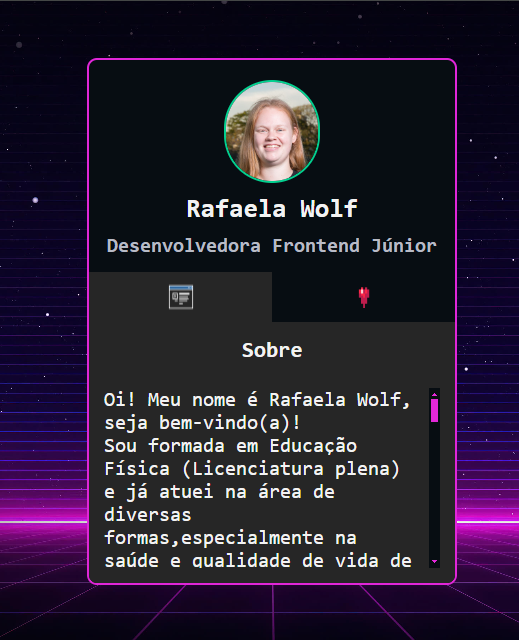 Rafaela Wolf
Desenvolvedora Frontend Júnior
Sobre
Oi! Meu nome é Rafaela Wolf,
seja bem-vindo(a)!
Sou formada em Educação
Física (Licenciatura plena)
e já atuei na área de
diversas
formas,especialmente na
saúde e qualidade de vida de